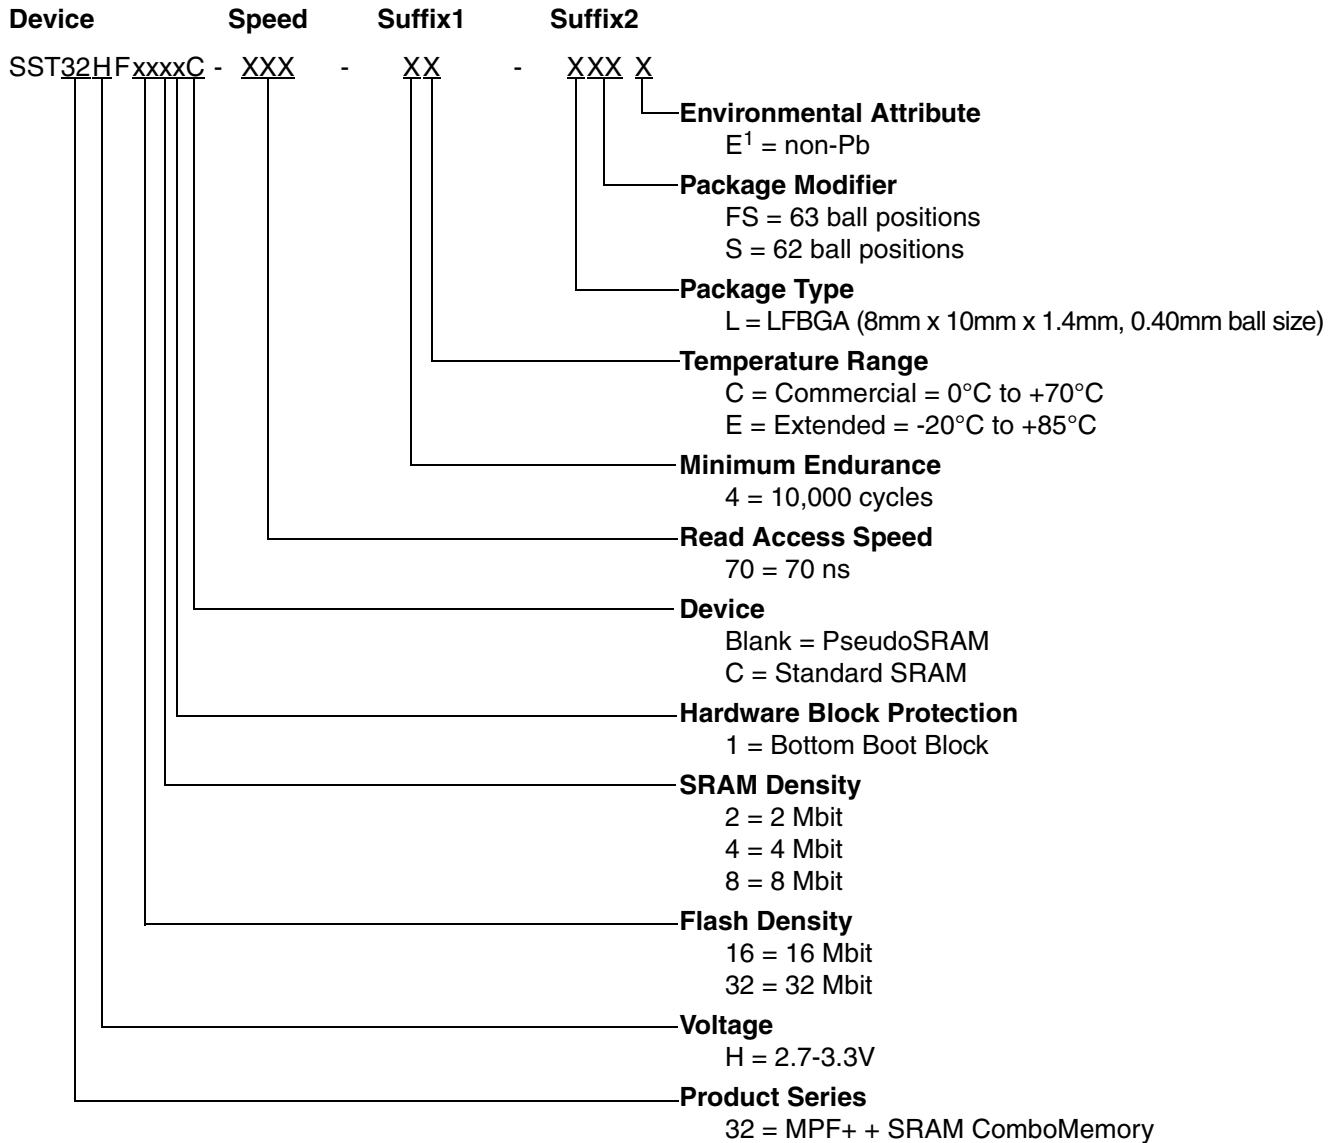 Device Speed Suffix1 Suffix2
SST32HFxxxxC - XXX - XX - XXX X
Environmental Attribute
E1 = non-Pb
Package Modifier
FS = 63 ball positions
S = 62 ball positions
Package Type
L = LFBGA (8mm x 10mm x 1.4mm, 0.40mm ball size)
Temperature Range
C = Commercial = 0°C to +70°C
E = Extended = -20°C to +85°C
Minimum Endurance
4 = 10,000 cycles
Read Access Speed
70 = 70 ns
Device
Blank = PseudoSRAM
C = Standard SRAM
Hardware Block Protection
1 = Bottom Boot Block
SRAM Density
2 = 2 Mbit
4 = 4 Mbit
8 = 8 Mbit
Flash Density
16 = 16 Mbit
32 = 32 Mbit
Voltage
H = 2.7-3.3V
Product Series
32 = MPF+ + SRAM ComboMemory